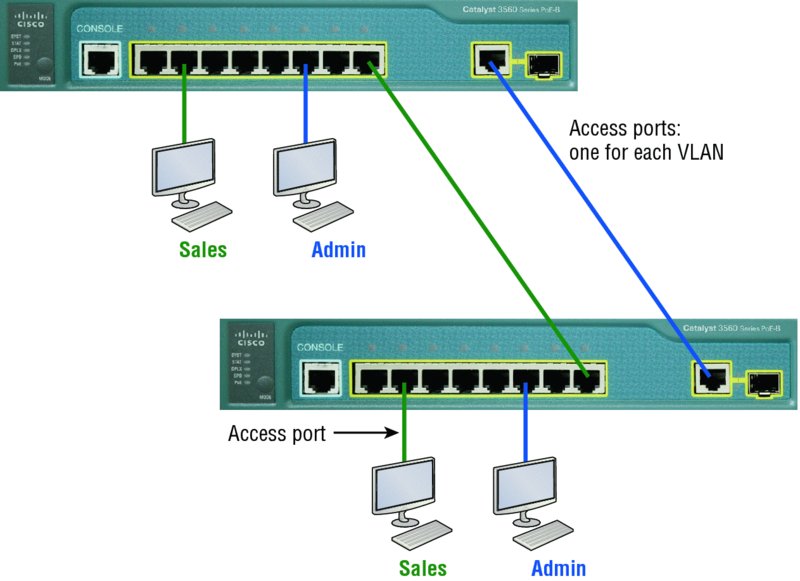 Catalyst 3560 Series PoE-8
CISCO
CONSOLE
SYST
STAT
DPLX
SPD
PoE
MODE
Access ports:
one for each VLAN
Sales
Admin
Catalyst 3560 Series PoE-8
CISCO
CONSOLE
SYST
STAT
DPLX
SPD
PoE
MODE
Access port
Sales
Admin